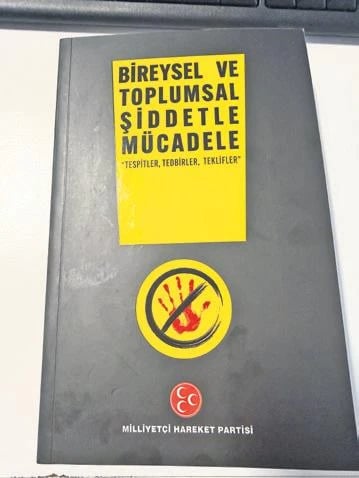 BİREYSEL VE
TOPLUMSAL
ŞİDDETLE
MÜCADELE
"TESPİTLER, TEDBİRLER, TEKLİFLER"
MİLLİYETÇİ HAREKET PARTİSİ